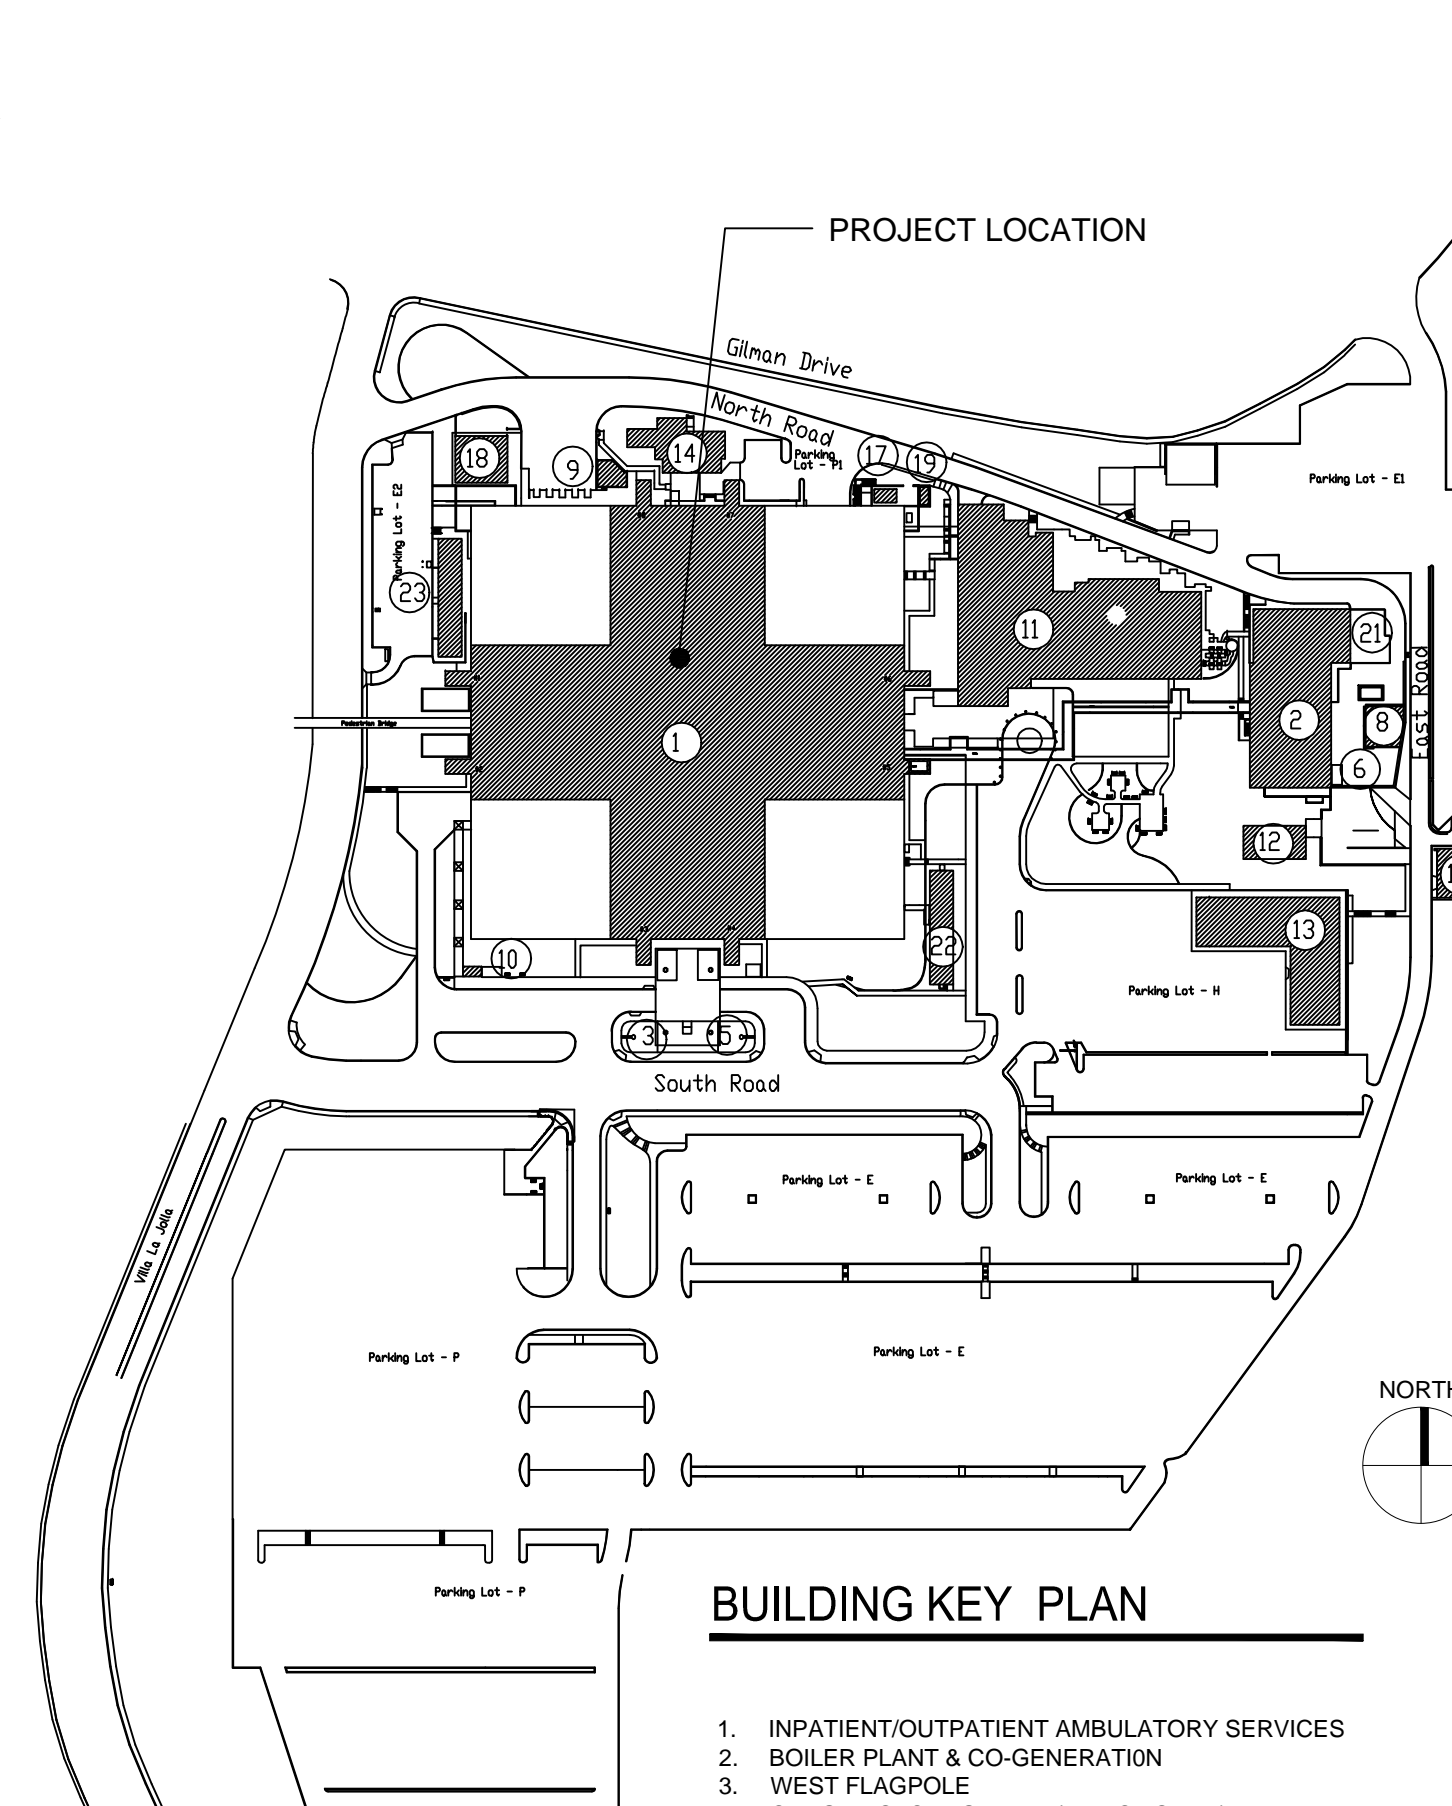 PROJECT LOCATION
Gilman Drive
North Road
Parking
Lot - P1
17
19
14
18
9
Parking Lot - E1
Parking Lot - E2
23
11
21
Pedestrian Bridge
1
2
8
East Road
6
12
13
10
22
Parking Lot - H
3
5
South Road
Parking Lot - E
Parking Lot - E
Villa La Jolla
Parking Lot - P
Parking Lot - E
NORTH
Parking Lot - P
BUILDING KEY PLAN
1. INPATIENT/OUTPATIENT AMBULATORY SERVICES
2. BOILER PLANT & CO-GENERATI0N
3. WEST FLAGPOLE